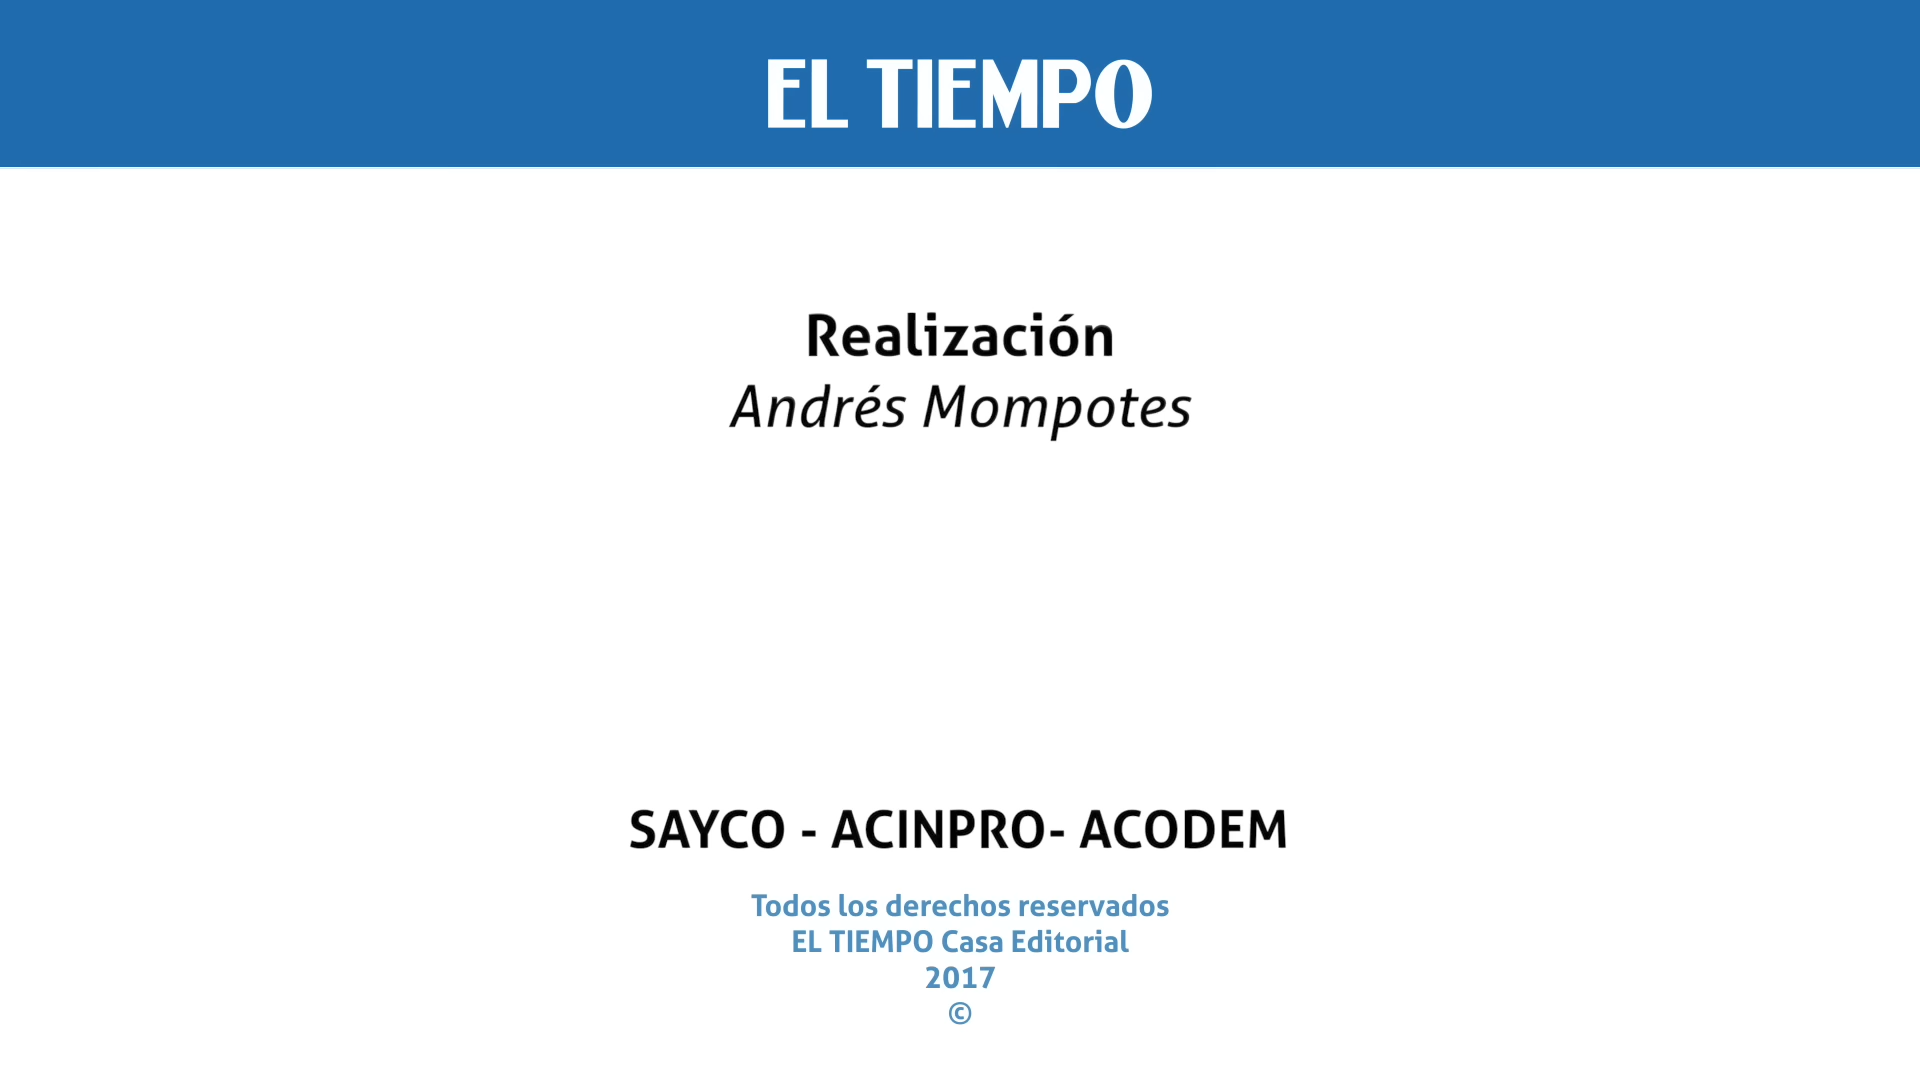 EL TIEMPO
Realización
Andrés Mompotes
SAYCO - ACINPRO- ACODEM
Todos los derechos reservados
EL TIEMPO Casa Editorial
2017
©